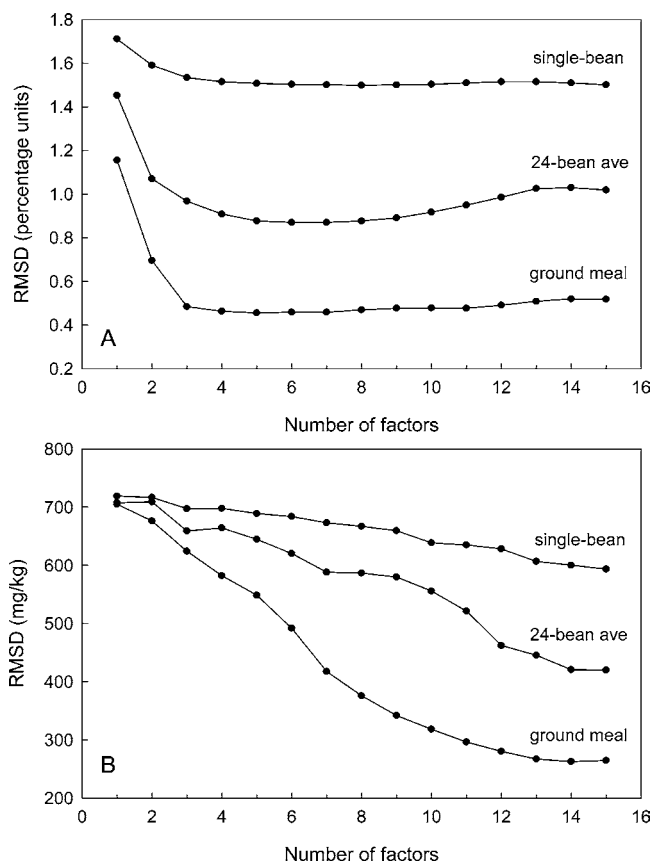 1.8
single-bean
1.6
1.4
1.2
24-bean ave
1.0
0.8
ground meal
0.6
0.4
A
0.2
0 2 4 6 8 10 12 14 16
RMSD (percentage units)
Number of factors
800
700
single-bean
600
500
24-bean ave
400
ground meal
300
B
200
0 2 4 6 8 10 12 14 16
RMSD (mg/kg)
Number of factors